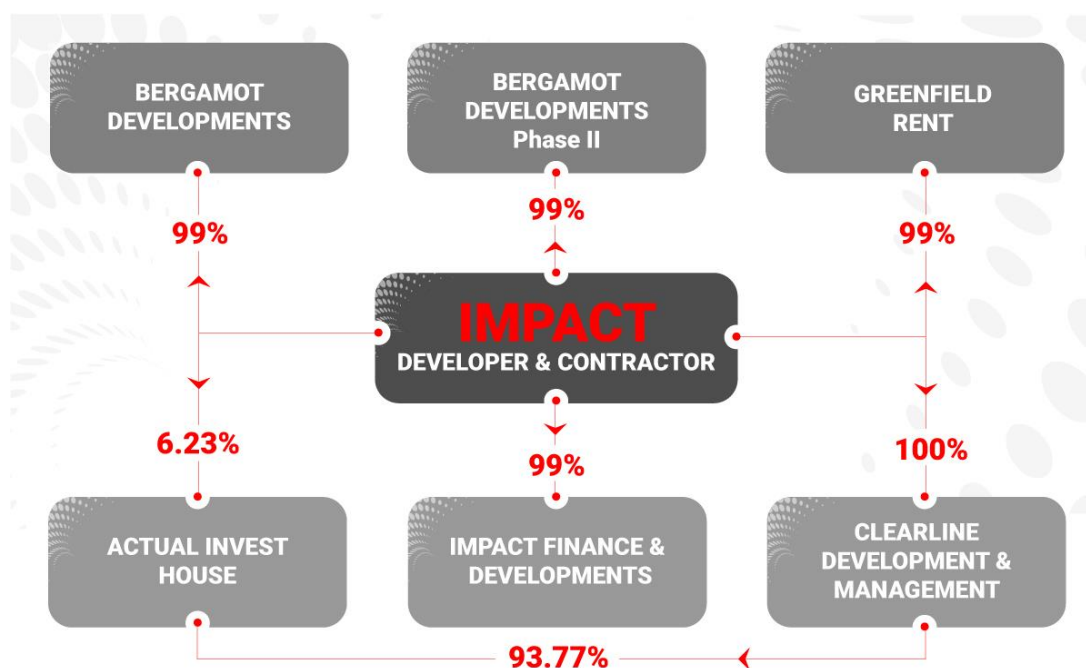 BERGAMOT
DEVELOPMENTS
BERGAMOT
DEVELOPMENTS
Phase II
GREENFIELD
RENT
99%
99%
99%
IMPACT
DEVELOPER & CONTRACTOR
6.23%
99%
100%
ACTUAL INVEST
HOUSE
IMPACT FINANCE &
DEVELOPMENTS
CLEARLINE
DEVELOPMENT &
MANAGEMENT
93.77%